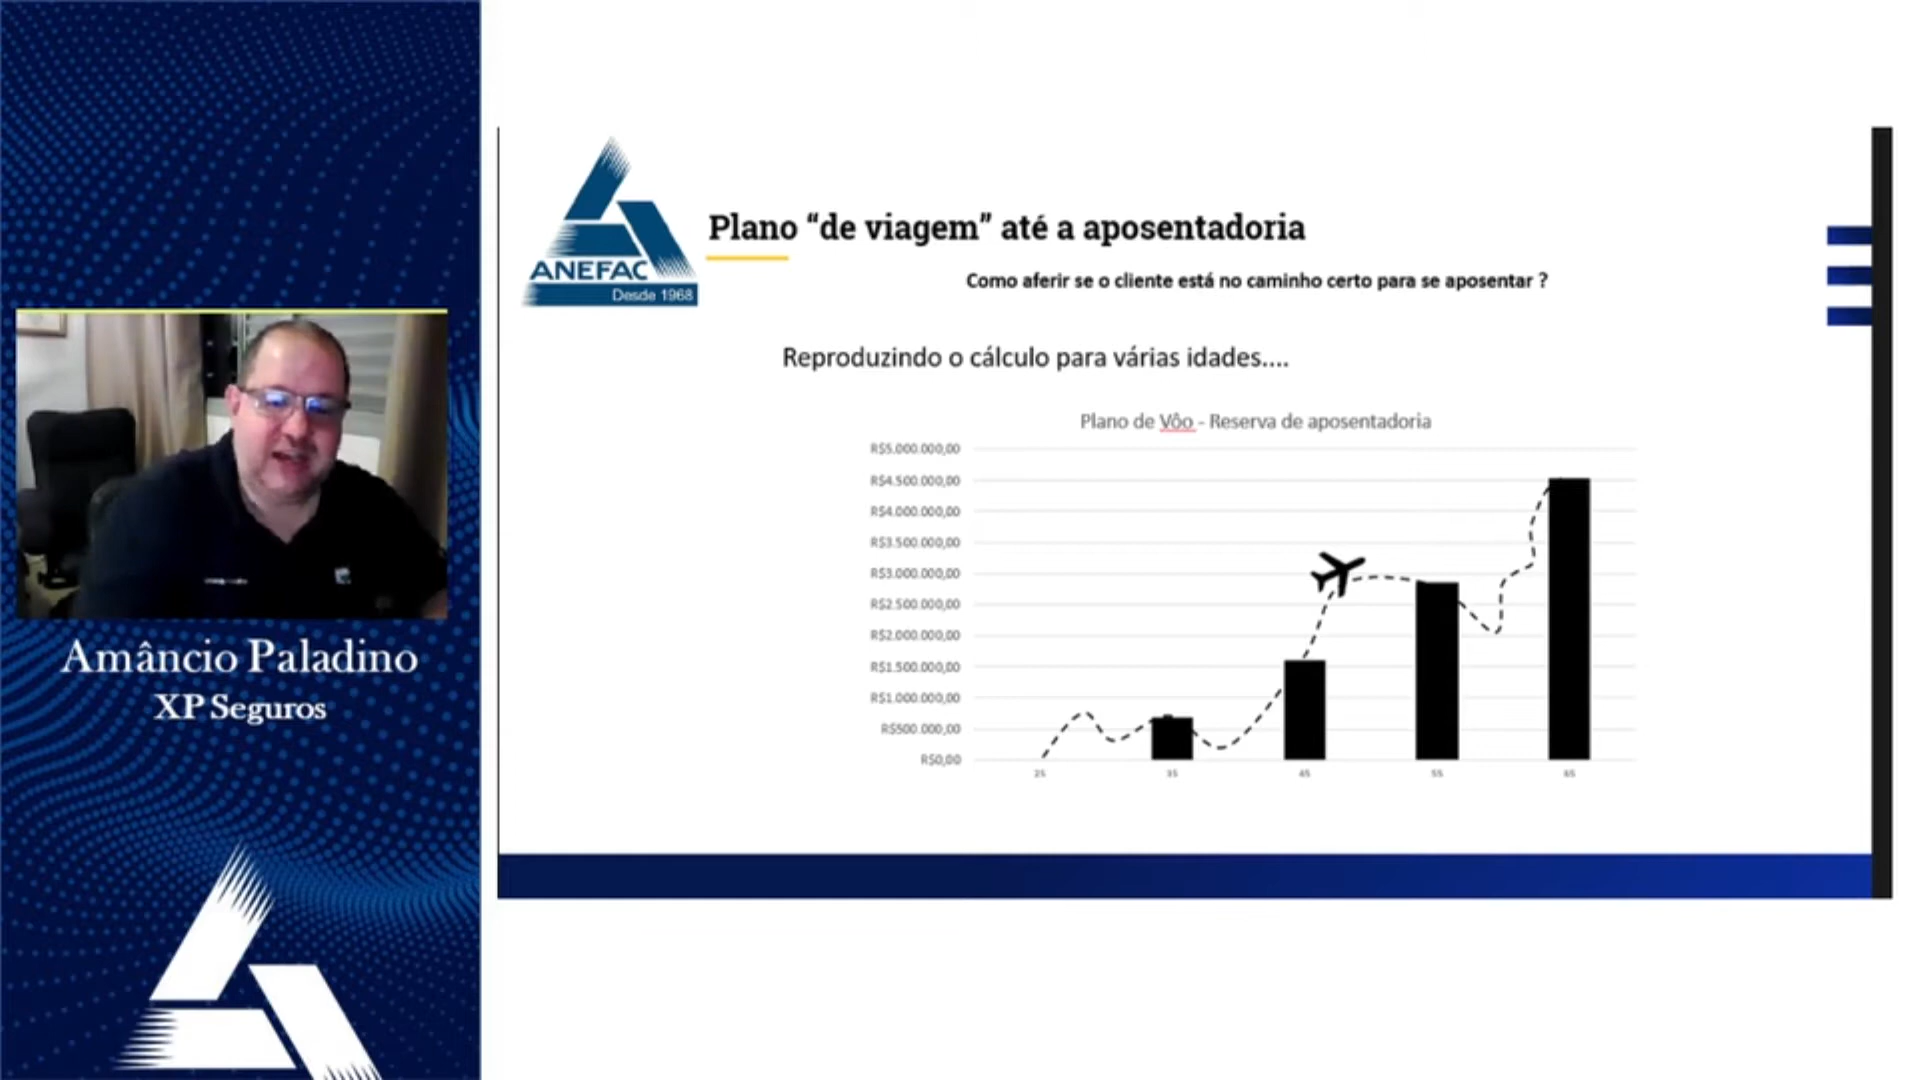 Amâncio Paladino
XP Seguros
ANEFAC
Desde 1968
Plano “de viagem” até a aposentadoria
Como aferir se o cliente está no caminho certo para se aposentar ?
Reproduzindo o cálculo para várias idades....
Plano de Vôo - Reserva de aposentadoria
R$5.000.000,00
R$4.500.000,00
R$4.000.000,00
R$3.500.000,00
R$3.000.000,00
R$2.500.000,00
R$2.000.000,00
R$1.500.000,00
R$1.000.000,00
R$500.000,00
R$0,00
25 35 45 55 65